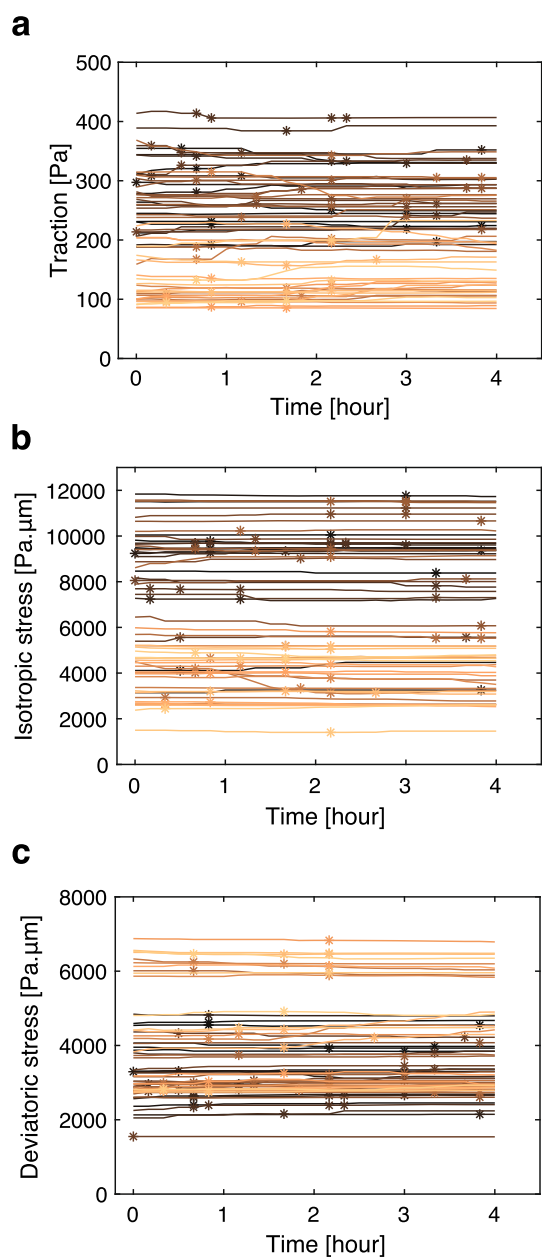 a
500
400
300
200
100
0
Traction [Pa]
0 1 2 3 4
Time [hour]
b
12000
10000
8000
6000
4000
2000
0
Isotropic stress [Pa.µm]
0 1 2 3 4
Time [hour]
c
8000
6000
4000
2000
0
Deviatoric stress [Pa.µm]
0 1 2 3 4
Time [hour]